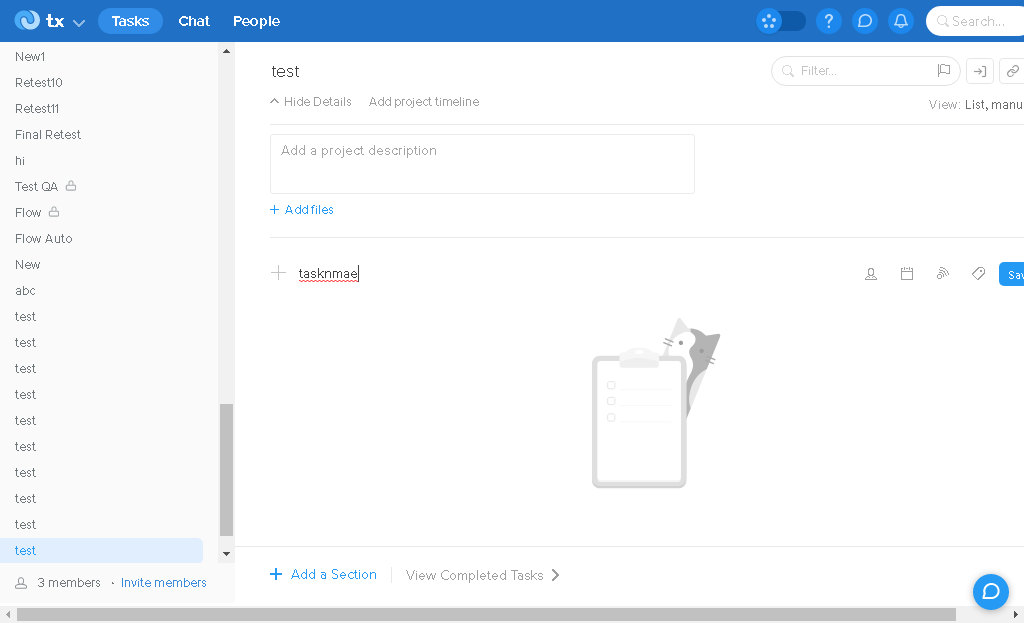 tx Tasks Chat People ? Search...
New1
Retest10
Retest11
Final Retest
hi
Test QA
Flow
Flow Auto
New
abc
test
test
test
test
test
test
test
test
test
test
3 members · Invite members
test
Filter...
Hide Details Add project timeline
View: List, manu
Add a project description
+ Add files
tasknmae
Sav
+ Add a Section View Completed Tasks